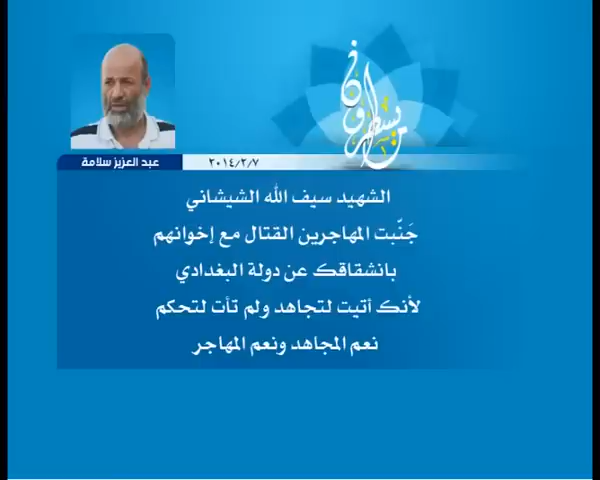 يستطرفون
عبد العزيز سلامة
٢٠١٤/٢/٧
الشهيد سيف الله الشيشاني
جَنّبت المهاجرين القتال مع إخوانهم
بانشقاقك عن دولة البغدادي
لأنك أتيت لتجاهد ولم تأت لتحكم
نعم المجاهد ونعم المهاجر